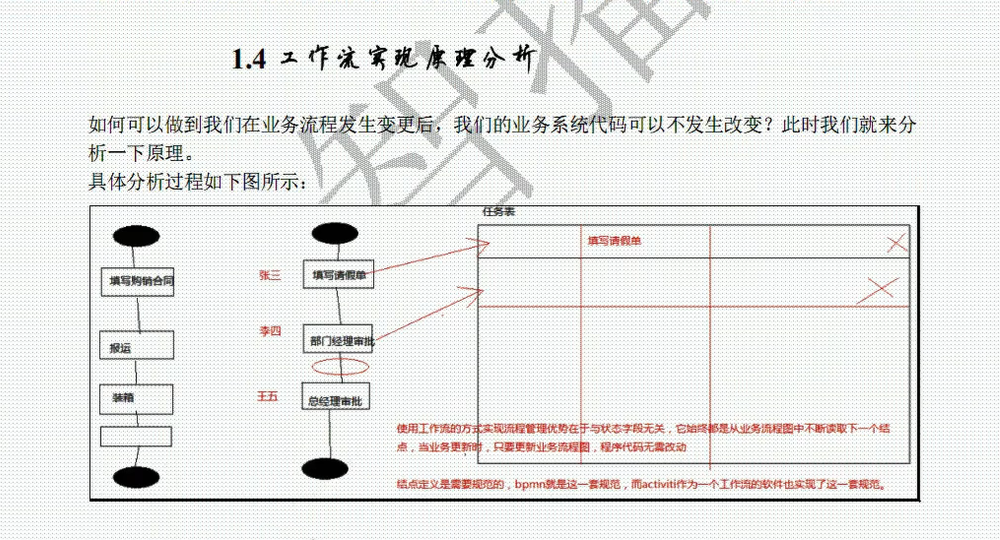 1.4 工作流实现原理分析
如何可以做到我们在业务流程发生变更后，我们的业务系统代码可以不发生改变？此时我们就来分
析一下原理。
具体分析过程如下图所示：
任务表
填写请假单
填写购销合同
报运
装箱
张三
填写请假单
李四
部门经理审批
王五
总经理审批
使用工作流的方式实现流程管理优势在于与状态字段无关，它始终都是从业务流程图中不断读取下一个结
点，当业务更新时，只要更新业务流程图，程序代码无需改动
结点定义是需要规范的，bpmn就是这一套规范，而activiti作为一个工作流的软件也实现了这一套规范。